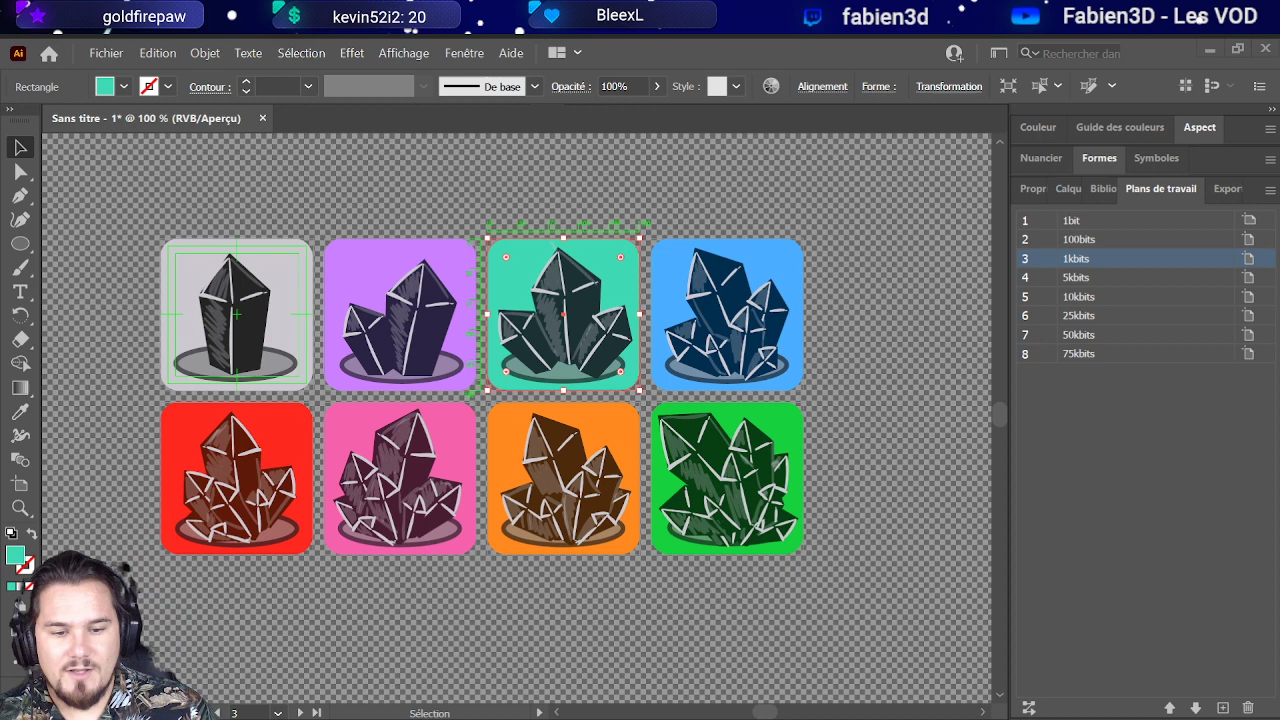 goldfirepaw
kevin52i2: 20
BleexL
fabien3d
Fabien3D - Les VOD
Ai
Fichier Edition Objet Texte Sélection Effet Affichage Fenêtre Aide
Rechercher dan
Rectangle
Contour :
De base
Opacité : 100%
Style :
Alignement
Forme :
Transformation
Sans titre - 1* @ 100 % (RVB/Aperçu)
Couleur Guide des couleurs Aspect
Nuancier Formes Symboles
Propr Calqu Biblio Plans de travail Expor
1 1bit
2 100bits
3 1kbits
4 5kbits
5 10kbits
6 25kbits
7 50kbits
8 75kbits
3
Sélection